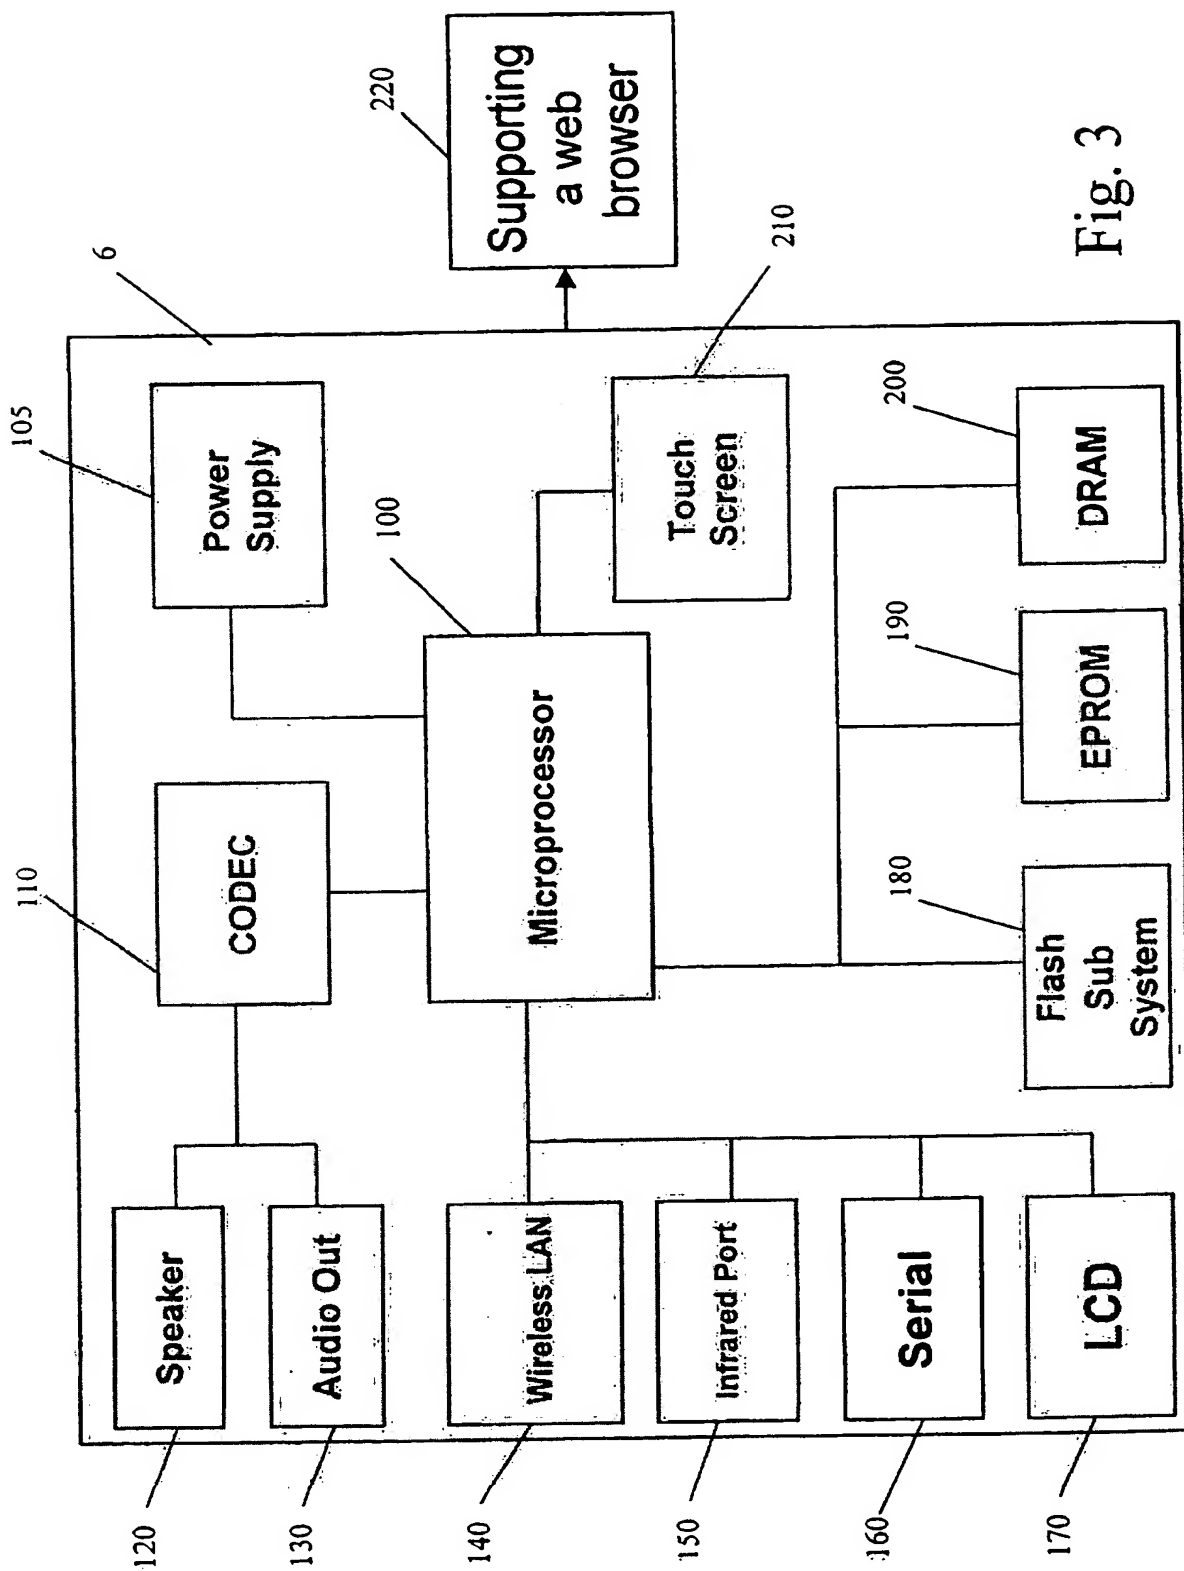 120
Speaker
130
Audio Out
140
Wireless LAN
150
Infrared Port
160
Serial
170
LCD
110
CODEC
105
Power
Supply
6
100
Microprocessor
210
Touch
Screen
180
Flash
Sub
System
190
EPROM
200
DRAM
220
Supporting
a web
browser
Fig. 3